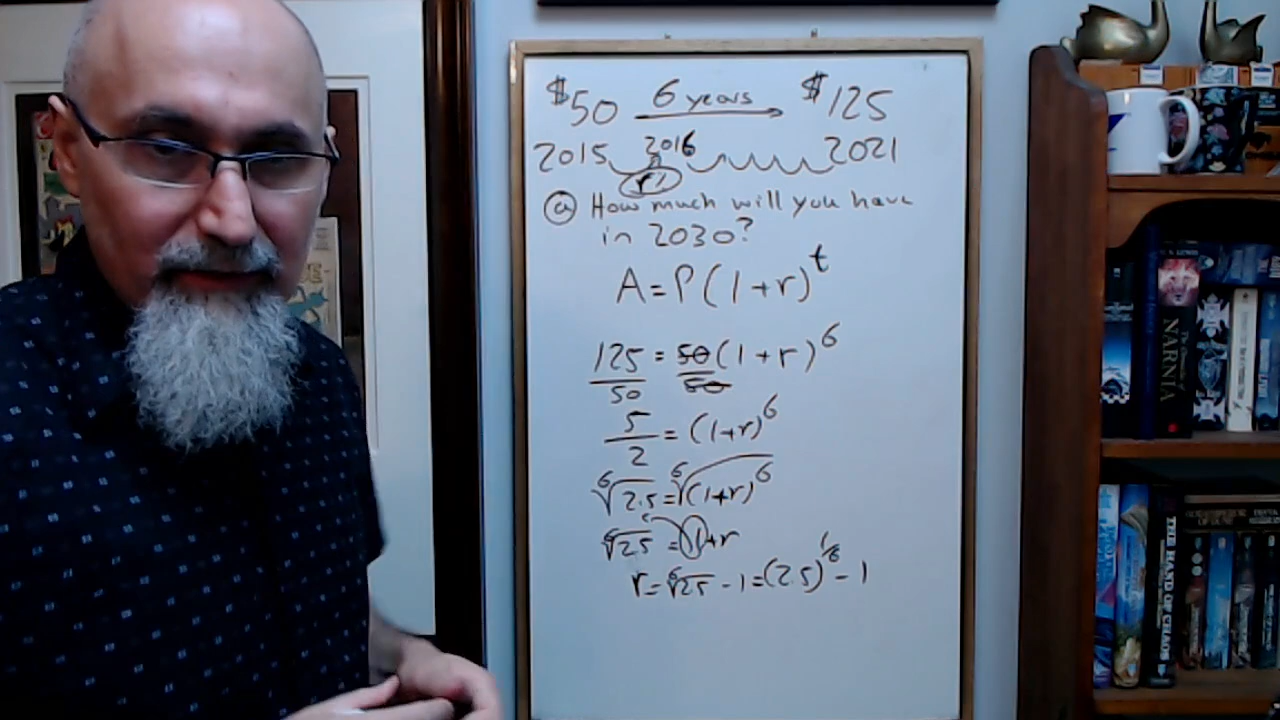 $50 6 years $125
2015 2016 2021
r?
(a) How much will you have
in 2030?
A=P(1+r)^t
125/50 = 50(1+r)^6/50
5/2 = (1+r)^6
⁶√2.5 = ⁶√(1+r)^6
⁶√2.5 = 1+r
r = ⁶√2.5 - 1 = (2.5)^1/6 - 1
NARNIA
THE HAND OF CHAOS